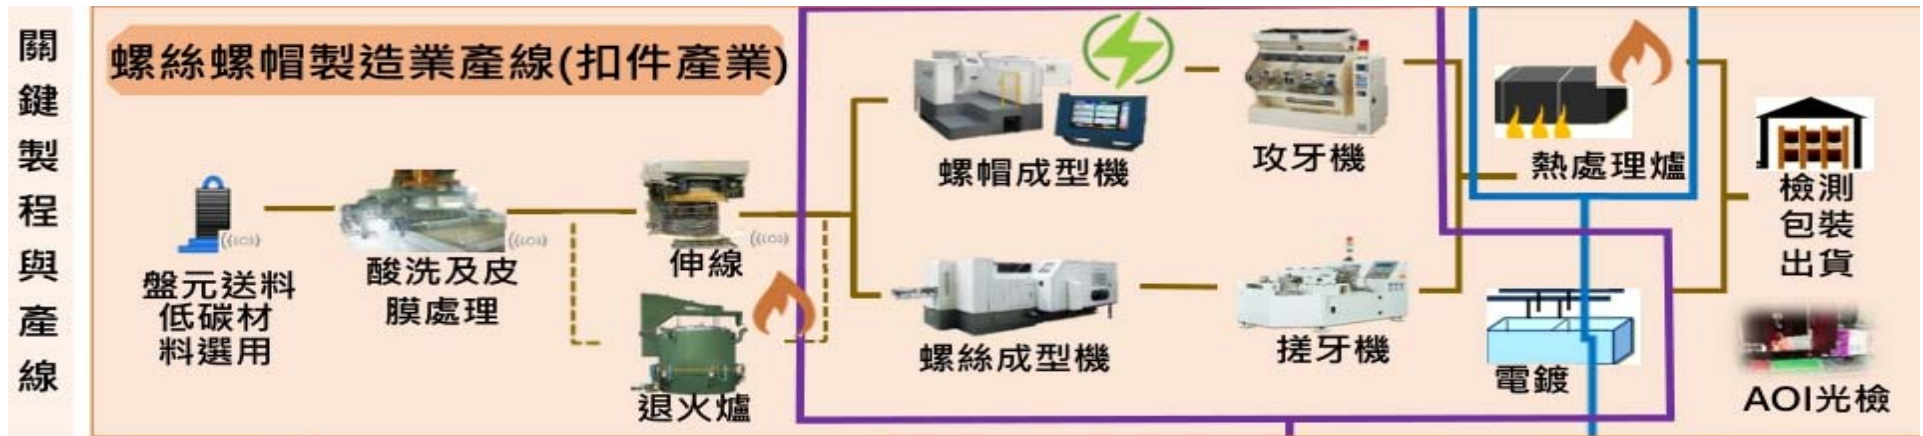 關鍵製程與產線
螺絲螺帽製造業產線(扣件產業)
盤元送料
低碳材
料選用
酸洗及皮
膜處理
伸線
退火爐
螺帽成型機
螺絲成型機
攻牙機
搓牙機
熱處理爐
電鍍
檢測
包裝
出貨
AOI光檢